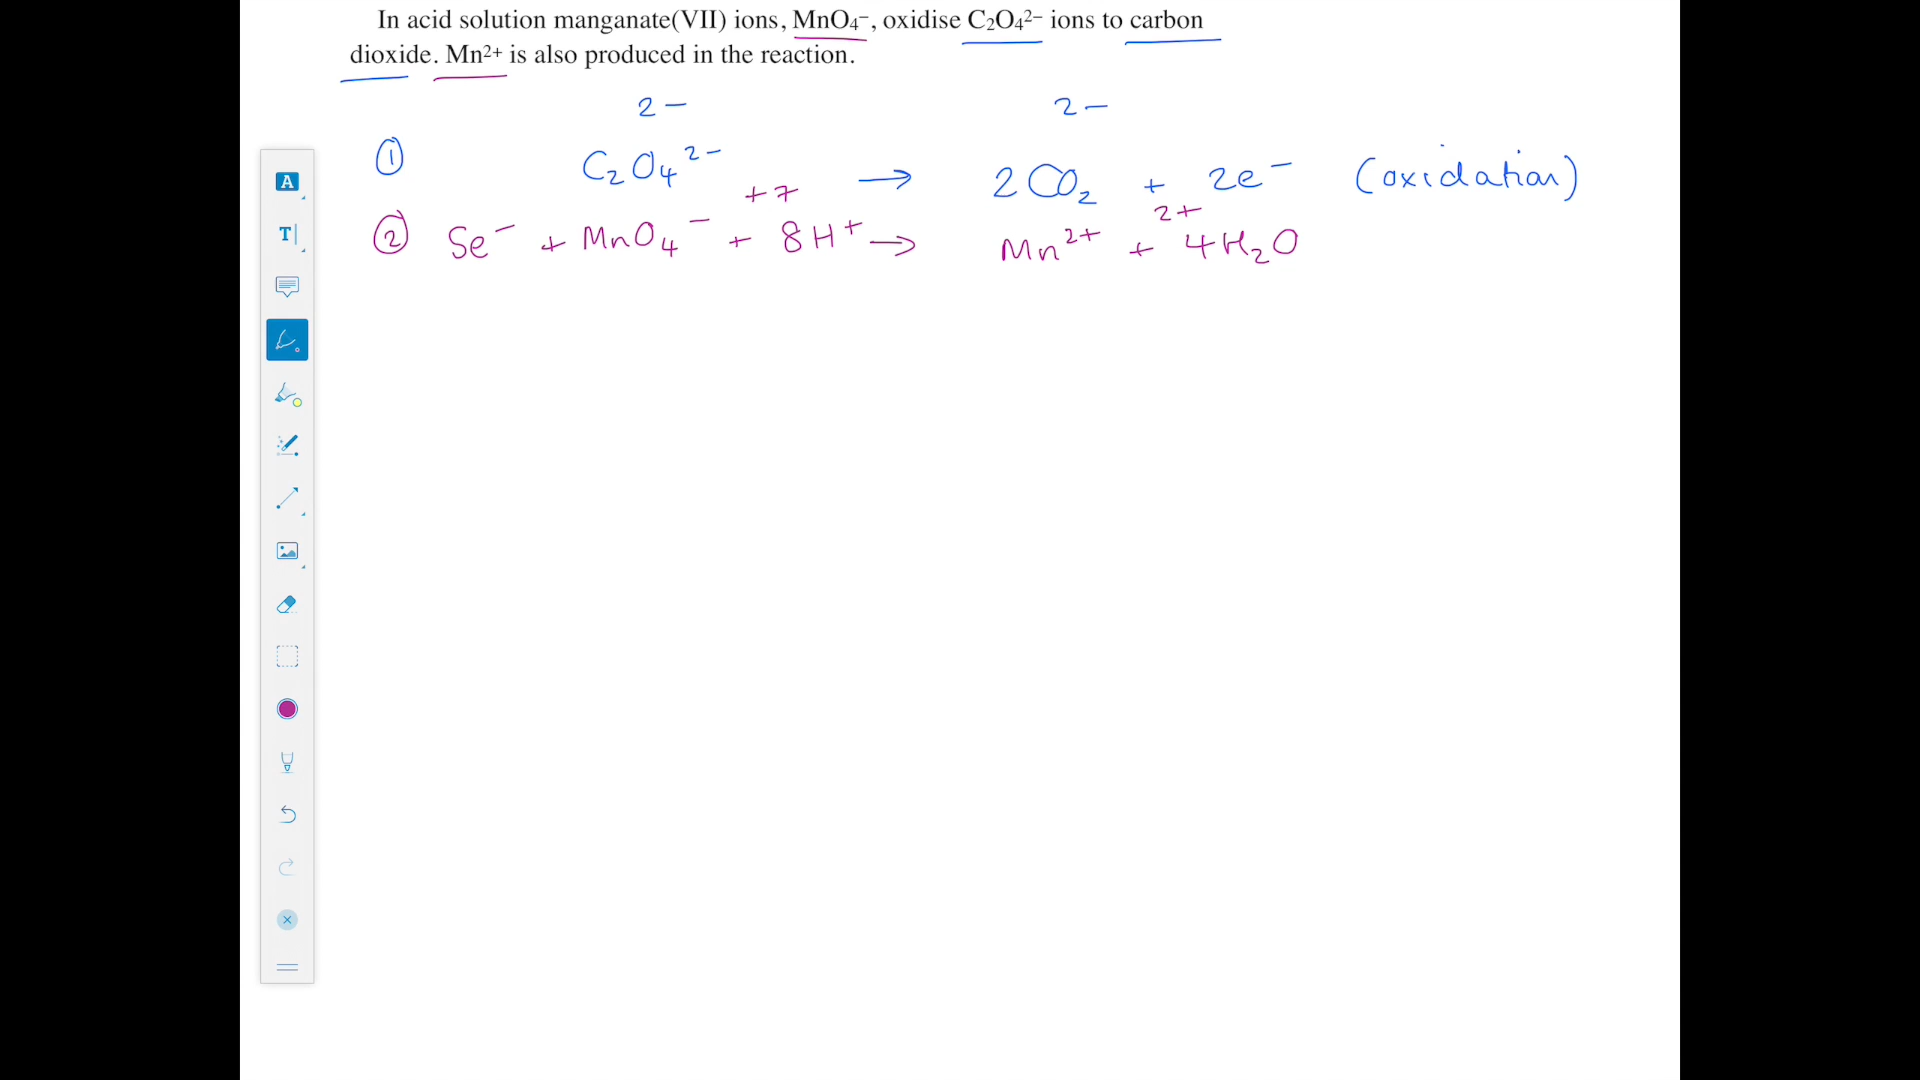 In acid solution manganate(VII) ions, MnO₄⁻, oxidise C₂O₄²⁻ ions to carbon
dioxide. Mn²⁺ is also produced in the reaction.
2− 2−
① C₂O₄²⁻ → 2CO₂ + 2e⁻ (oxidation)
+7 2+
② 5e⁻ + MnO₄⁻ + 8H⁺ → Mn²⁺ + 4H₂O
A
T